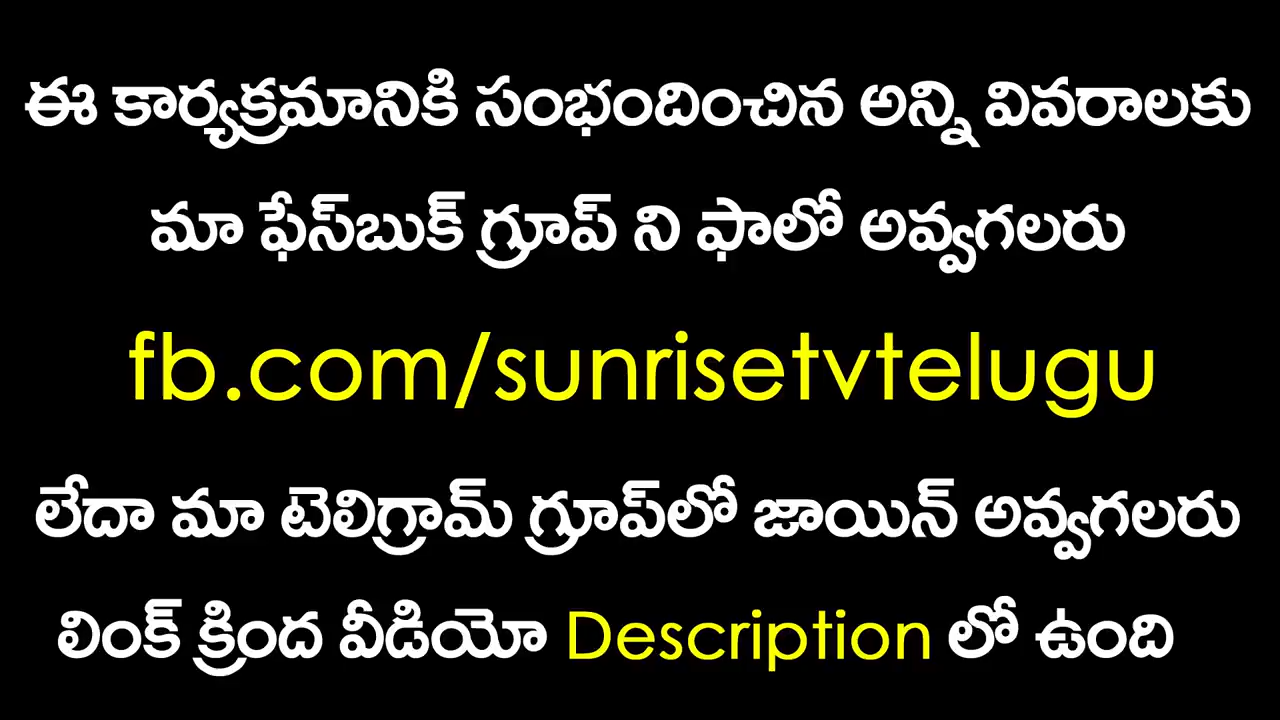 ఈ కార్యక్రమానికి సంభందించిన అన్ని వివరాలకు
మా ఫేస్‌బుక్ గ్రూప్ ని ఫాలో అవ్వగలరు
fb.com/sunrisetvtelugu
లేదా మా టెలిగ్రామ్ గ్రూప్‌లో జాయిన్ అవ్వగలరు
లింక్ క్రింద వీడియో Description లో ఉంది